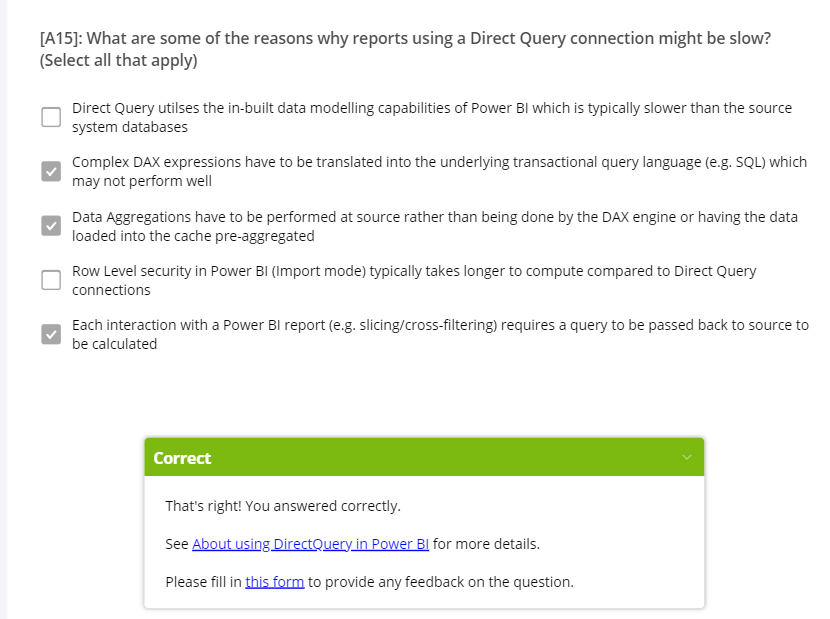 [A15]: What are some of the reasons why reports using a Direct Query connection might be slow?
(Select all that apply)
Direct Query utilses the in-built data modelling capabilities of Power BI which is typically slower than the source
system databases
Complex DAX expressions have to be translated into the underlying transactional query language (e.g. SQL) which
may not perform well
Data Aggregations have to be performed at source rather than being done by the DAX engine or having the data
loaded into the cache pre-aggregated
Row Level security in Power BI (Import mode) typically takes longer to compute compared to Direct Query
connections
Each interaction with a Power BI report (e.g. slicing/cross-filtering) requires a query to be passed back to source to
be calculated
Correct
That's right! You answered correctly.
See About using DirectQuery in Power BI for more details.
Please fill in this form to provide any feedback on the question.